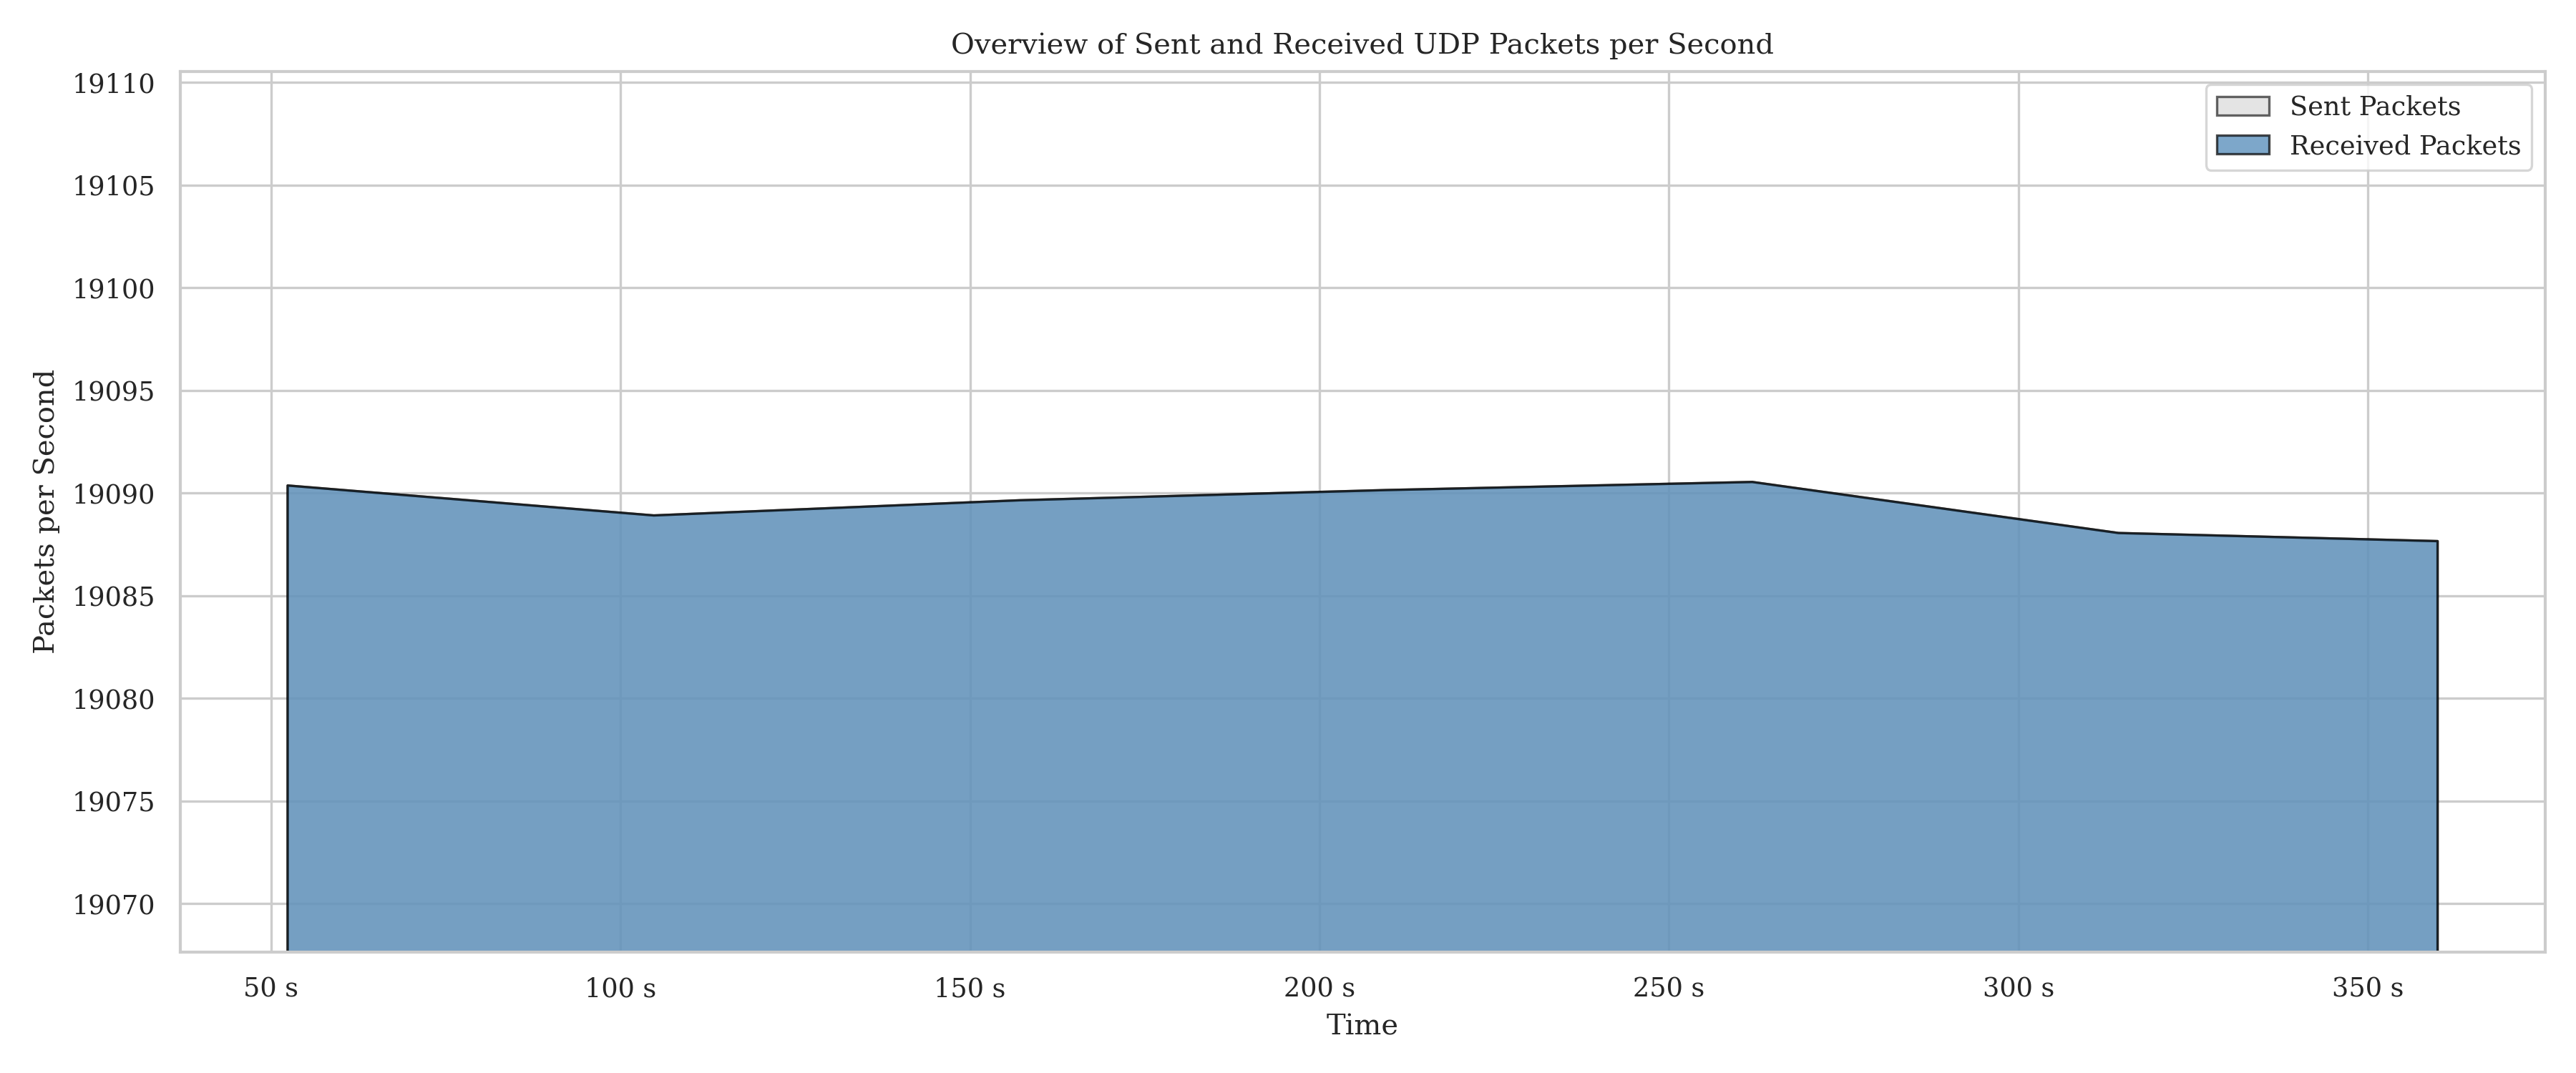 Overview of Sent and Received UDP Packets per Second
Sent Packets
Received Packets
Packets per Second
19110
19105
19100
19095
19090
19085
19080
19075
19070
50 s
100 s
150 s
200 s
250 s
300 s
350 s
Time